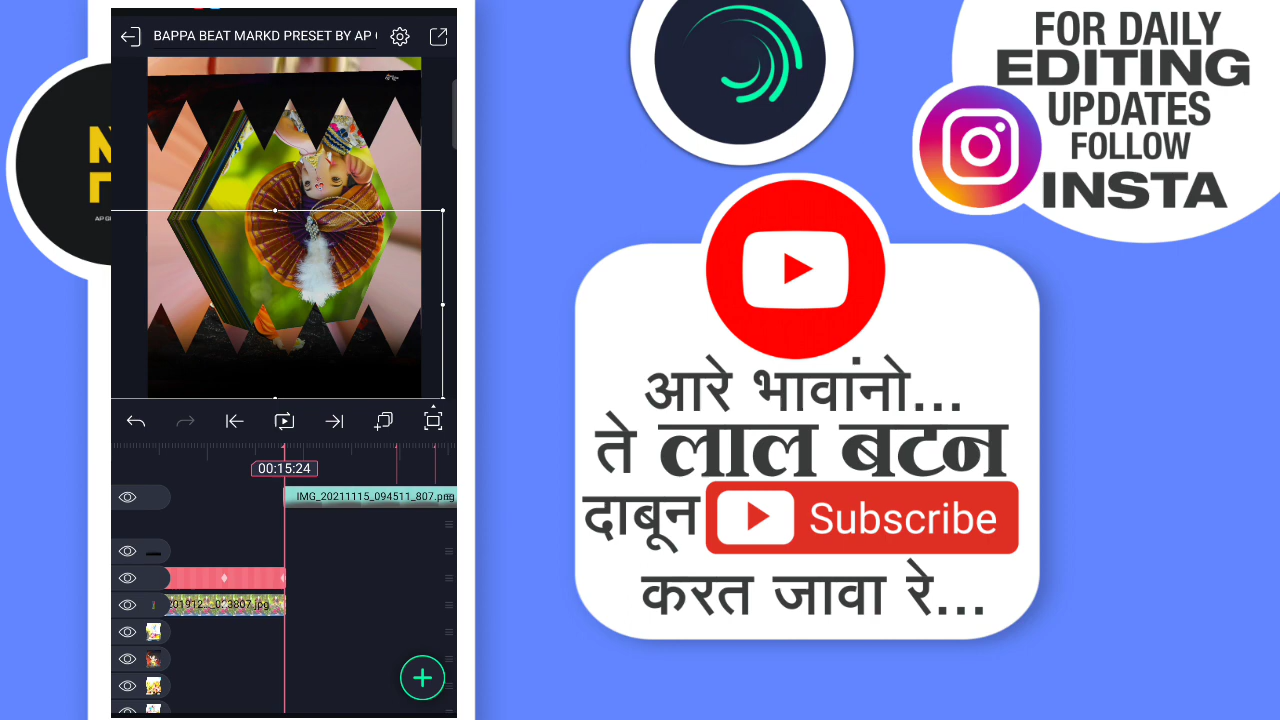 BAPPA BEAT MARKD PRESET BY AP
00:15:24
IMG_20211115_094511_807.png
FOR DAILY
EDITING
UPDATES
FOLLOW
INSTA
आरे भावांनो...
ते लाल बटन
दाबून Subscribe
करत जावा रे...